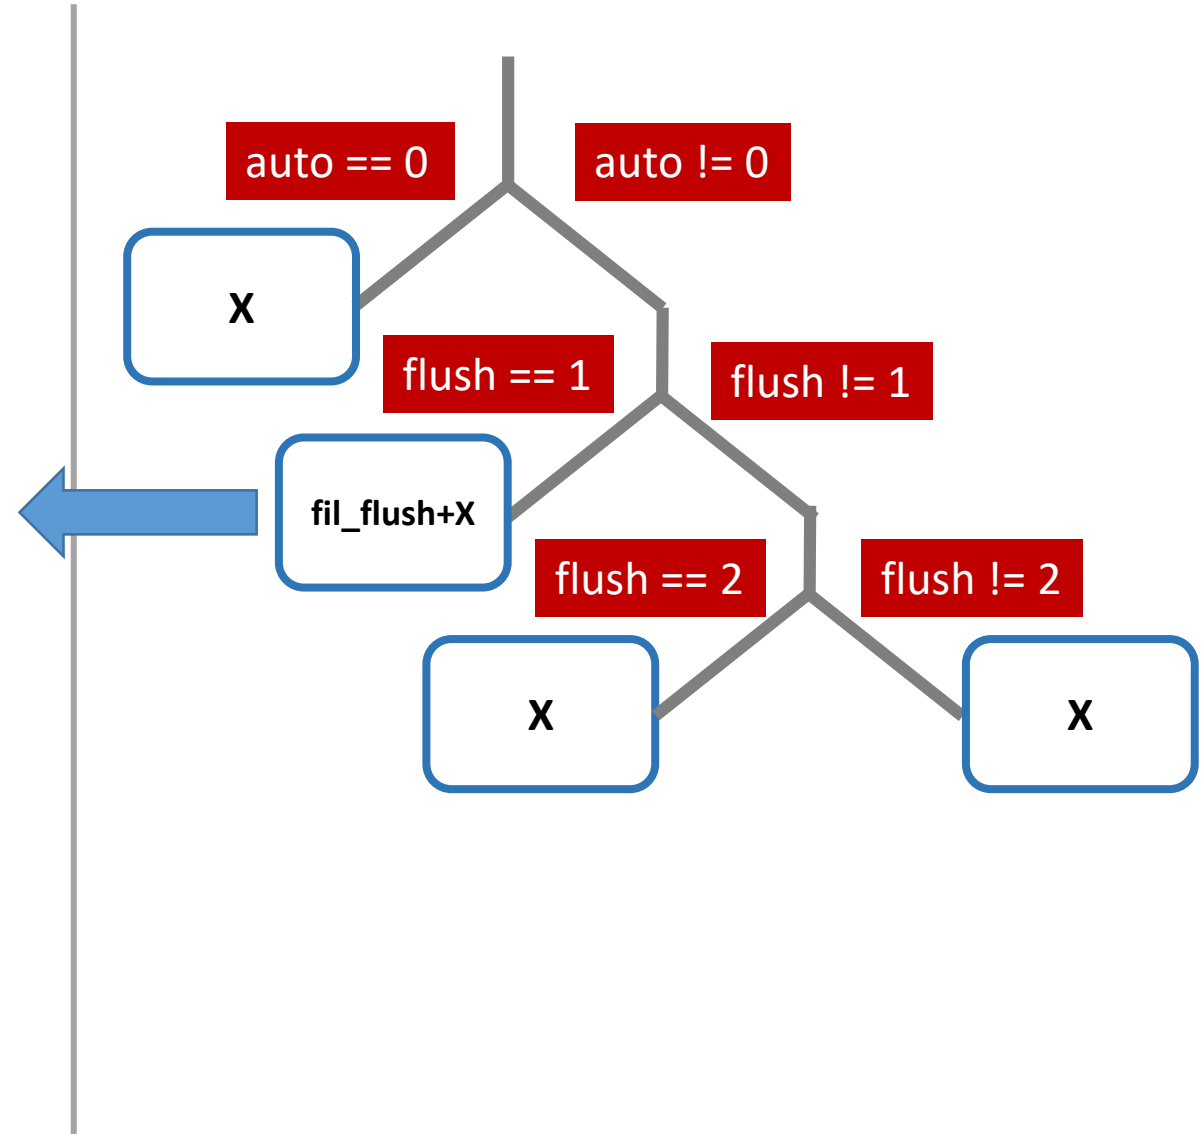 auto == 0
auto != 0
X
flush == 1
flush != 1
fil_flush+X
flush == 2
flush != 2
X
X